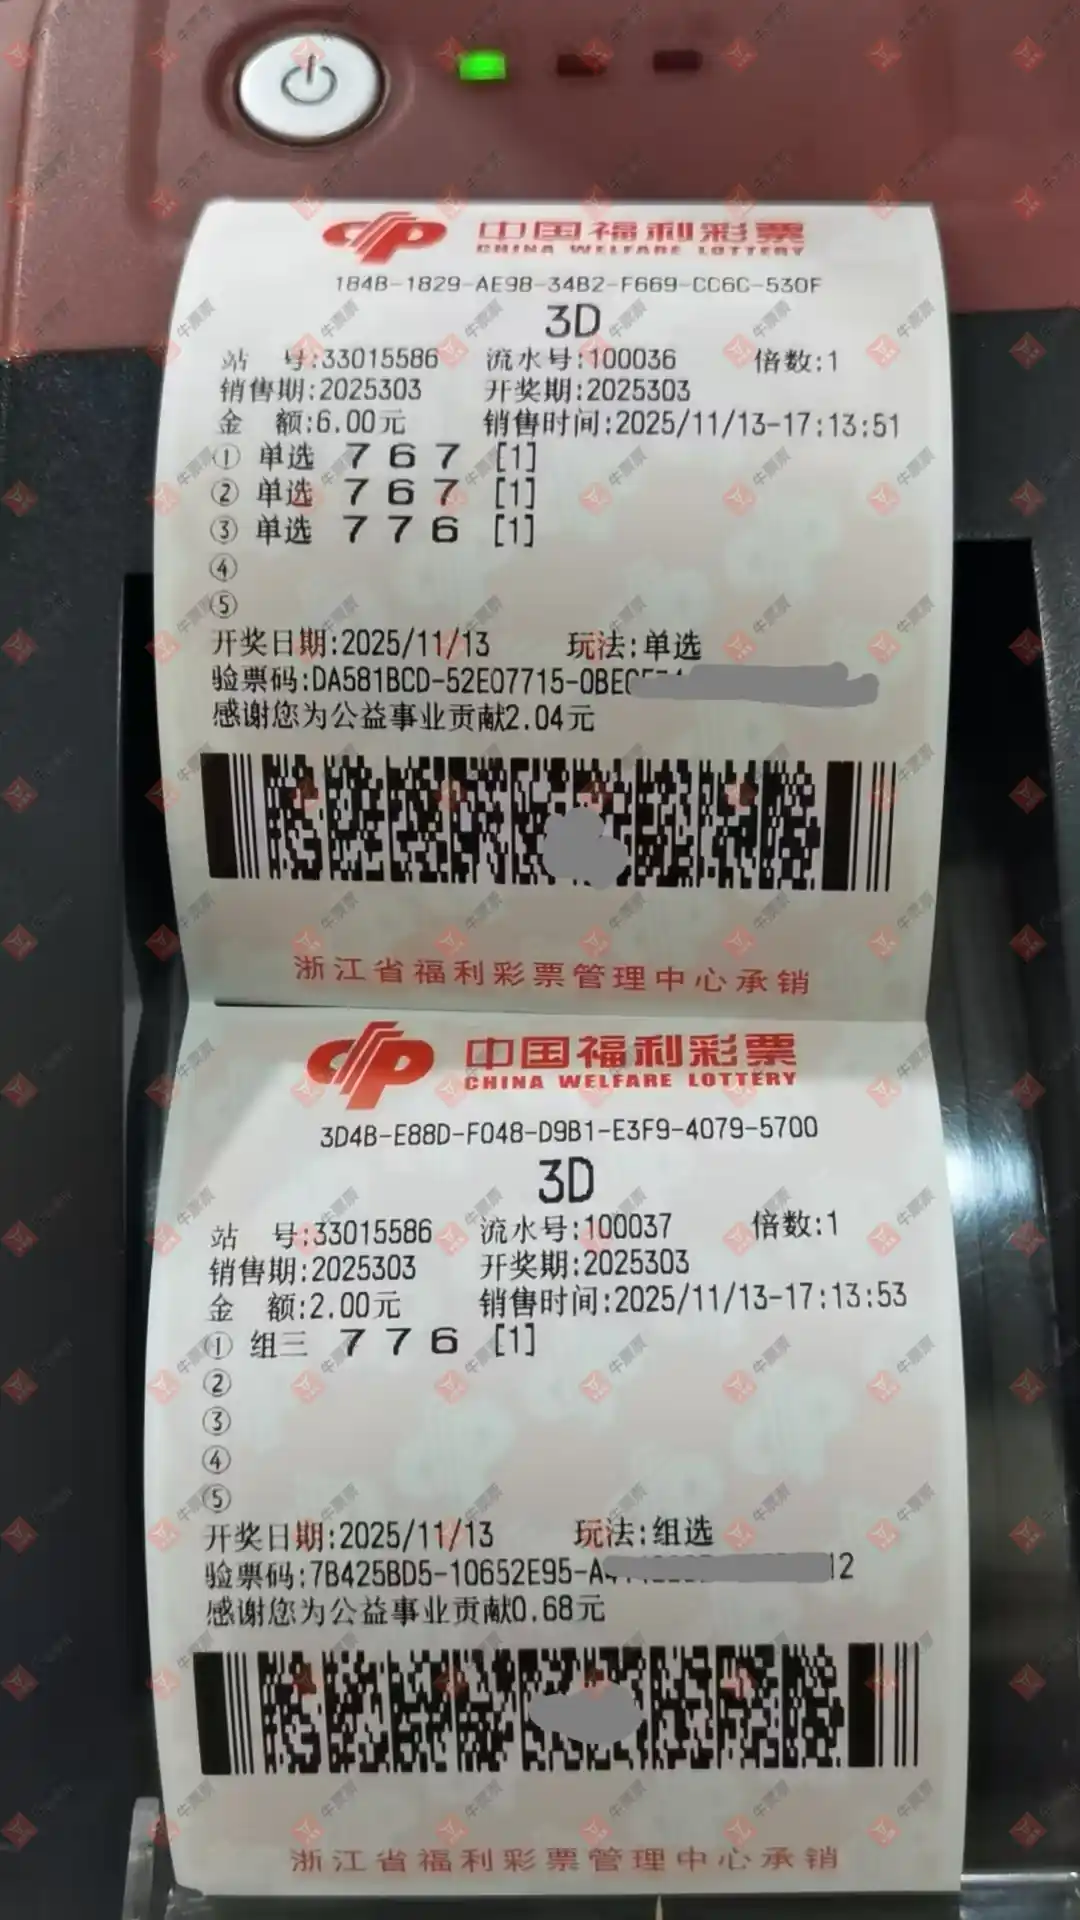 中国福利彩票
CHINA WELFARE LOTTERY
184B-1829-AE98-34B2-F669-CC6C-530F
3D
站 号:33015586 流水号:100036 倍数:1
销售期:2025303 开奖期:2025303
金 额:6.00元 销售时间:2025/11/13-17:13:51
① 单选 7 6 7 [1]
② 单选 7 6 7 [1]
③ 单选 7 7 6 [1]
④
⑤
开奖日期:2025/11/13 玩法:单选
验票码:DA581BCD-52E07715-0BE
感谢您为公益事业贡献2.04元
浙江省福利彩票管理中心承销
中国福利彩票
CHINA WELFARE LOTTERY
3D4B-E88D-F048-D9B1-E3F9-4079-5700
3D
站 号:33015586 流水号:100037 倍数:1
销售期:2025303 开奖期:2025303
金 额:2.00元 销售时间:2025/11/13-17:13:53
① 组三 7 7 6 [1]
②
③
④
⑤
开奖日期:2025/11/13 玩法:组选
验票码:7B425BD5-10652E95-A 12
感谢您为公益事业贡献0.68元
浙江省福利彩票管理中心承销
牛票票